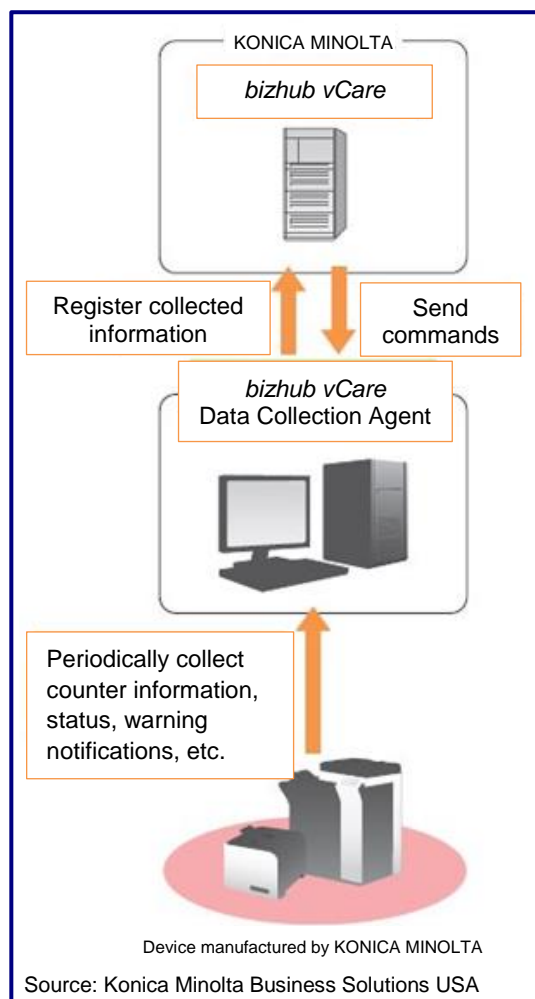 KONICA MINOLTA
bizhub vCare
Register collected
information
Send
commands
bizhub vCare
Data Collection Agent
Periodically collect
counter information,
status, warning
notifications, etc.
Device manufactured by KONICA MINOLTA
Source: Konica Minolta Business Solutions USA